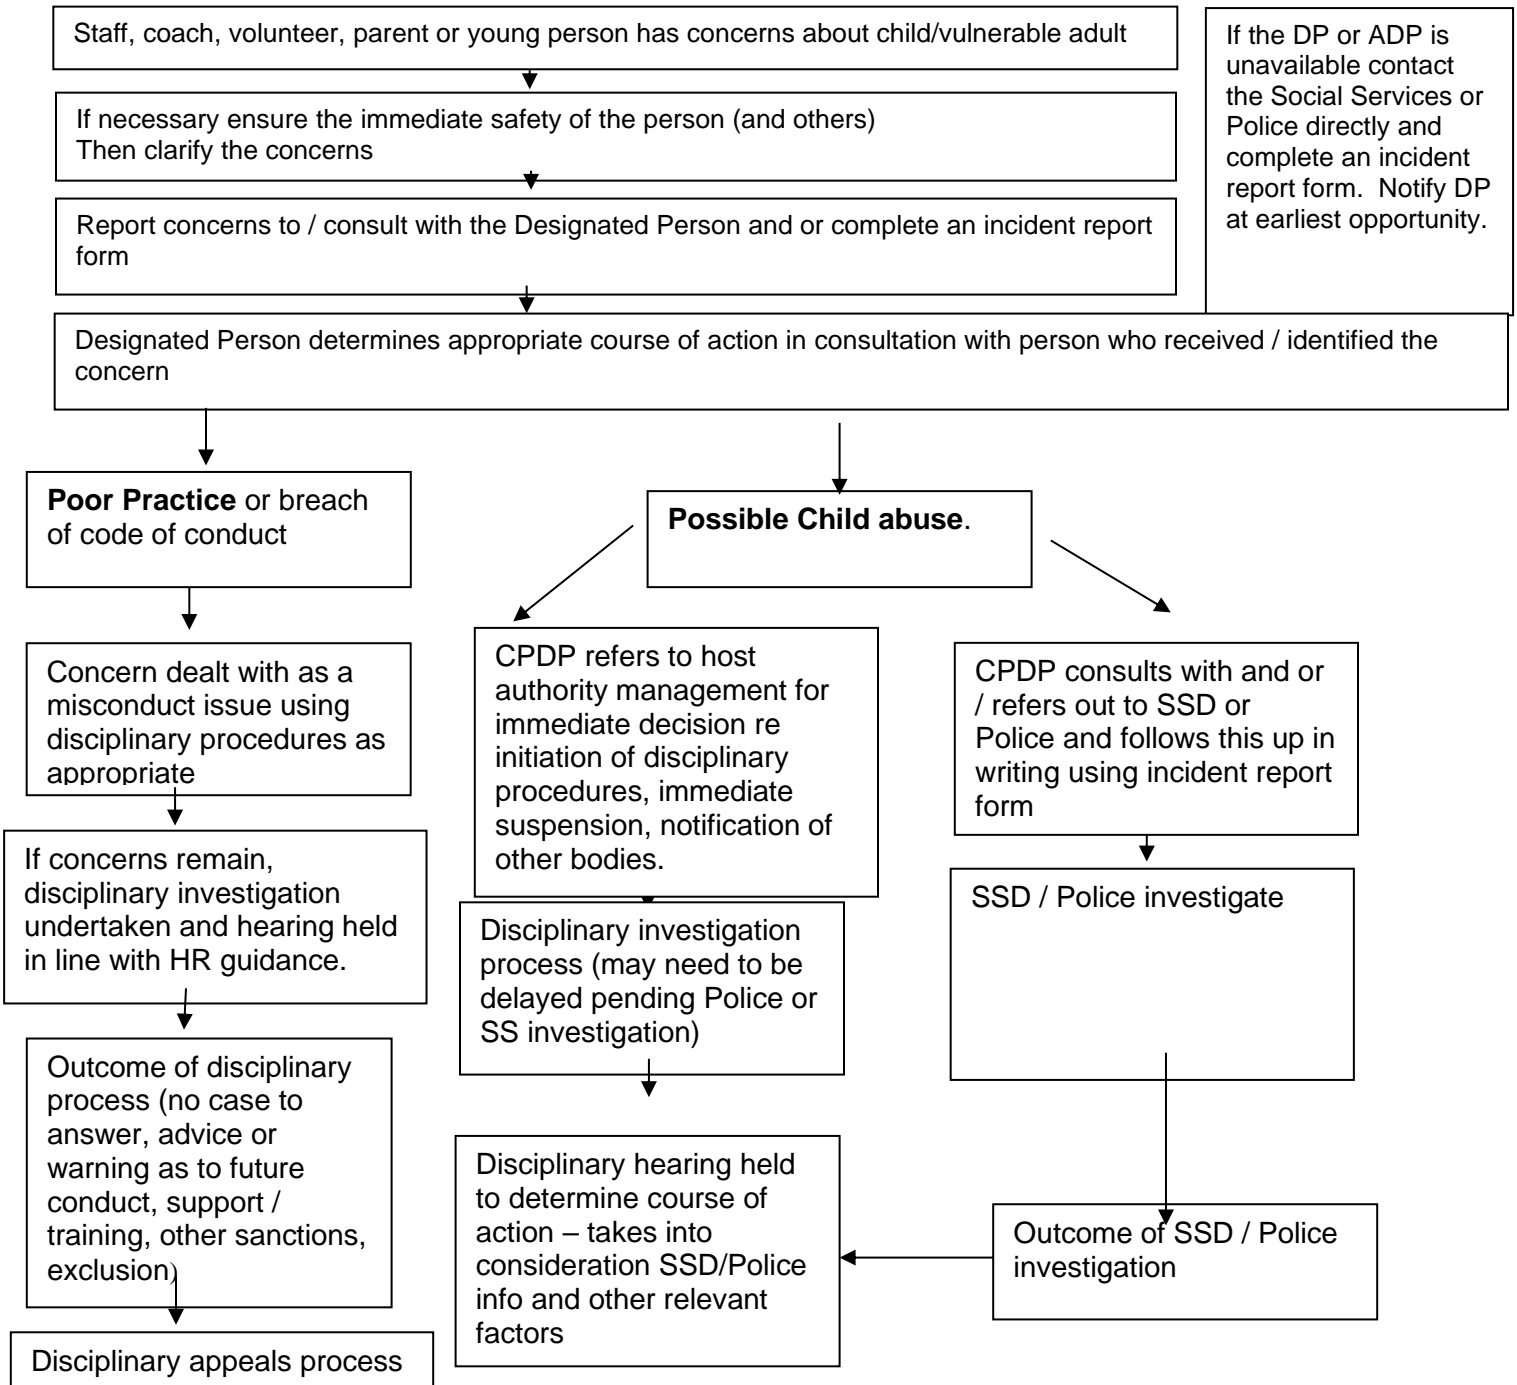 Staff, coach, volunteer, parent or young person has concerns about child/vulnerable adult
If necessary ensure the immediate safety of the person (and others)
Then clarify the concerns
Report concerns to / consult with the Designated Person and or complete an incident report
form
If the DP or ADP is
unavailable contact
the Social Services or
Police directly and
complete an incident
report form.  Notify DP
at earliest opportunity.
Designated Person determines appropriate course of action in consultation with person who received / identified the
concern
Poor Practice or breach
of code of conduct
Concern dealt with as a
misconduct issue using
disciplinary procedures as
appropriate
If concerns remain,
disciplinary investigation
undertaken and hearing held
in line with HR guidance.
Outcome of disciplinary
process (no case to
answer, advice or
warning as to future
conduct, support /
training, other sanctions,
exclusion)
Disciplinary appeals process
Possible Child abuse.
CPDP refers to host
authority management for
immediate decision re
initiation of disciplinary
procedures, immediate
suspension, notification of
other bodies.
Disciplinary investigation
process (may need to be
delayed pending Police or
SS investigation)
Disciplinary hearing held
to determine course of
action – takes into
consideration SSD/Police
info and other relevant
factors
CPDP consults with and or
/ refers out to SSD or
Police and follows this up in
writing using incident report
form
SSD / Police investigate
Outcome of SSD / Police
investigation